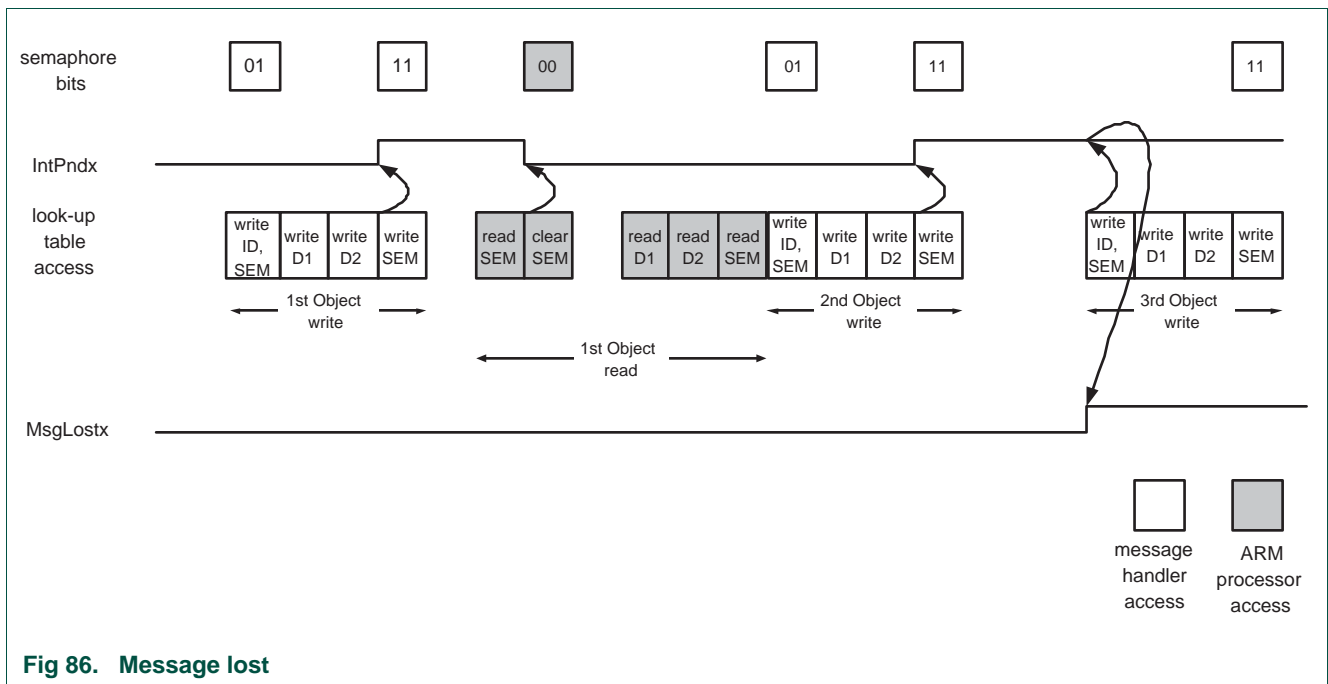 semaphore
bits
01
11
00
01
11
11
IntPndx
look-up
table
access
write
ID,
SEM
write
D1
write
D2
write
SEM
read
SEM
clear
SEM
read
D1
read
D2
read
SEM
write
ID,
SEM
write
D1
write
D2
write
SEM
write
ID,
SEM
write
D1
write
D2
write
SEM
1st Object
write
2nd Object
write
3rd Object
write
1st Object
read
MsgLostx
message
handler
access
ARM
processor
access
Fig 86. Message lost